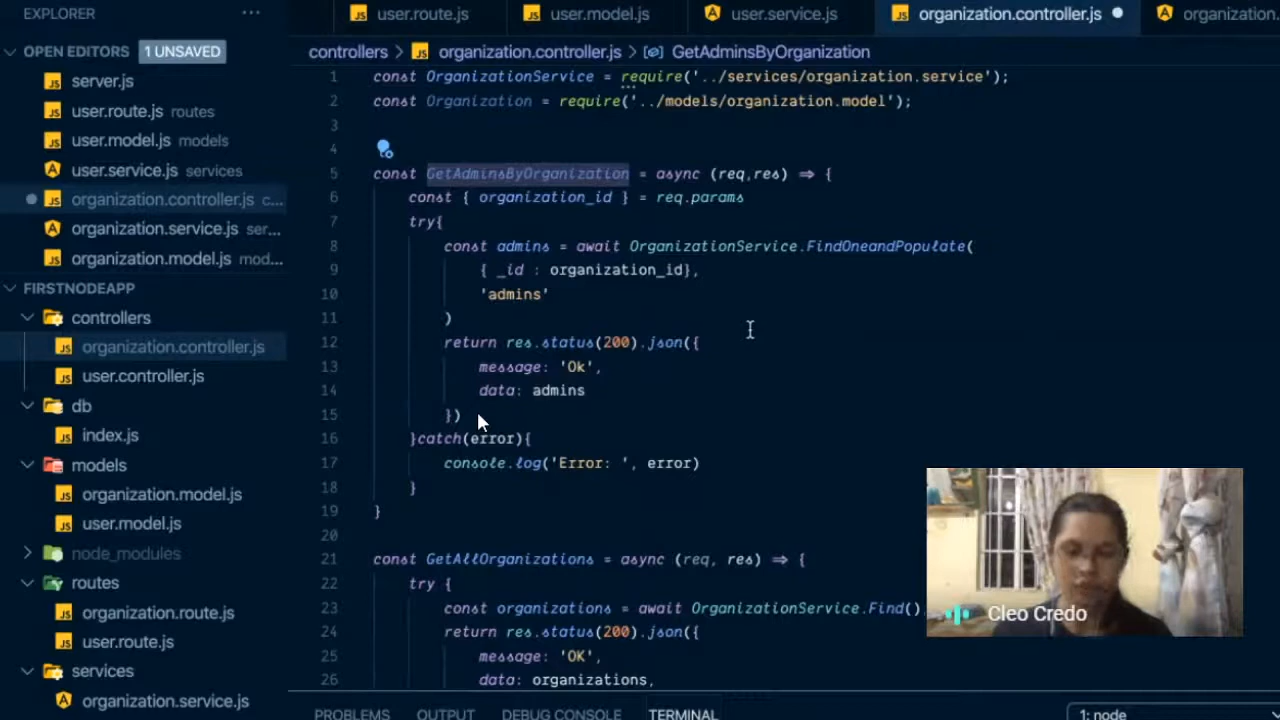 EXPLORER
OPEN EDITORS 1 UNSAVED
server.js
user.route.js routes
user.model.js models
user.service.js services
organization.controller.js c...
organization.service.js ser...
organization.model.js mod...
FIRSTNODEAPP
controllers
organization.controller.js
user.controller.js
db
index.js
models
organization.model.js
user.model.js
node_modules
routes
organization.route.js
user.route.js
services
organization.service.js
user.route.js user.model.js user.service.js organization.controller.js organization.
controllers > organization.controller.js > GetAdminsByOrganization
1 const OrganizationService = require('../services/organization.service');
2 const Organization = require('../models/organization.model');
3
4
5 const GetAdminsByOrganization = async (req,res) => {
6 const { organization_id } = req.params
7 try{
8 const admins = await OrganizationService.FindOneandPopulate(
9 { _id : organization_id},
10 'admins'
11 )
12 return res.status(200).json({
13 message: 'Ok',
14 data: admins
15 })
16 }catch(error){
17 console.log('Error: ', error)
18 }
19 }
20
21 const GetAllOrganizations = async (req, res) => {
22 try {
23 const organizations = await OrganizationService.Find()
24 return res.status(200).json({
25 message: 'OK',
26 data: organizations,
Cleo Credo
PROBLEMS OUTPUT DEBUG CONSOLE TERMINAL 1: node